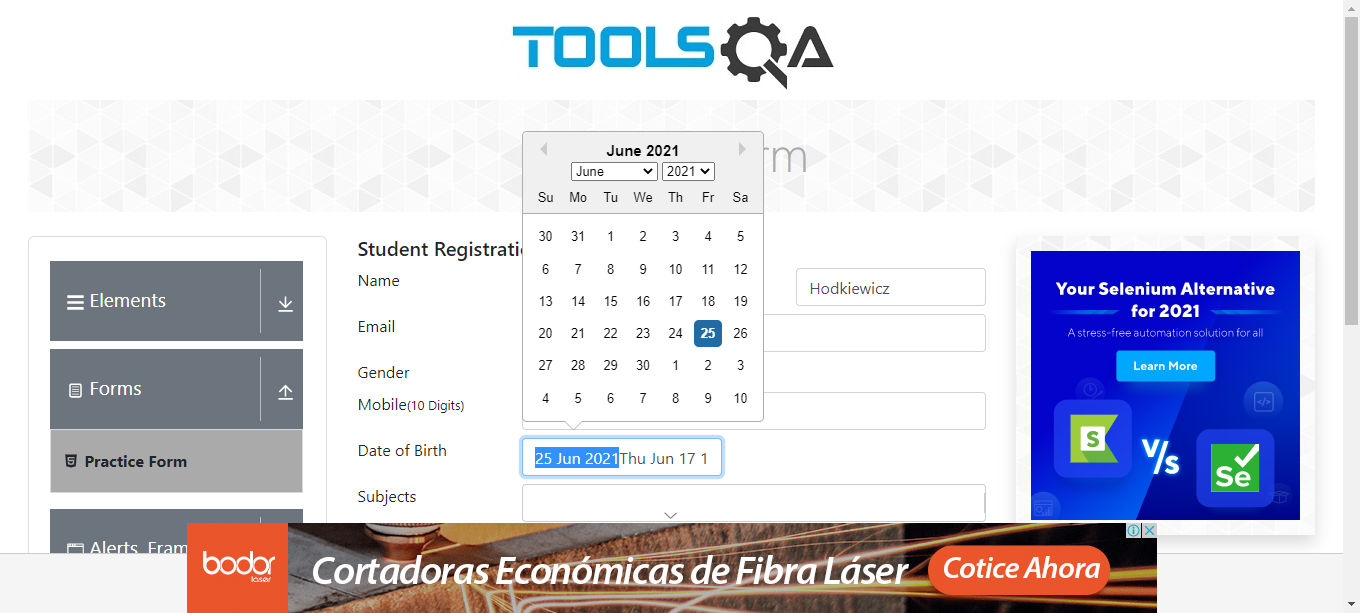 TOOLSQA
rm
June 2021
June 2021
Su Mo Tu We Th Fr Sa
30 31 1 2 3 4 5
6 7 8 9 10 11 12
13 14 15 16 17 18 19
20 21 22 23 24 25 26
27 28 29 30 1 2 3
4 5 6 7 8 9 10
Elements
Forms
Practice Form
Alerts, Fram
Student Registrati
Name
Hodkiewicz
Email
Gender
Mobile(10 Digits)
Date of Birth
25 Jun 2021Thu Jun 17 1
Subjects
Your Selenium Alternative
for 2021
A stress-free automation solution for all
Learn More
S
V/s
Se
bodor
laser
Cortadoras Económicas de Fibra Láser
Cotice Ahora